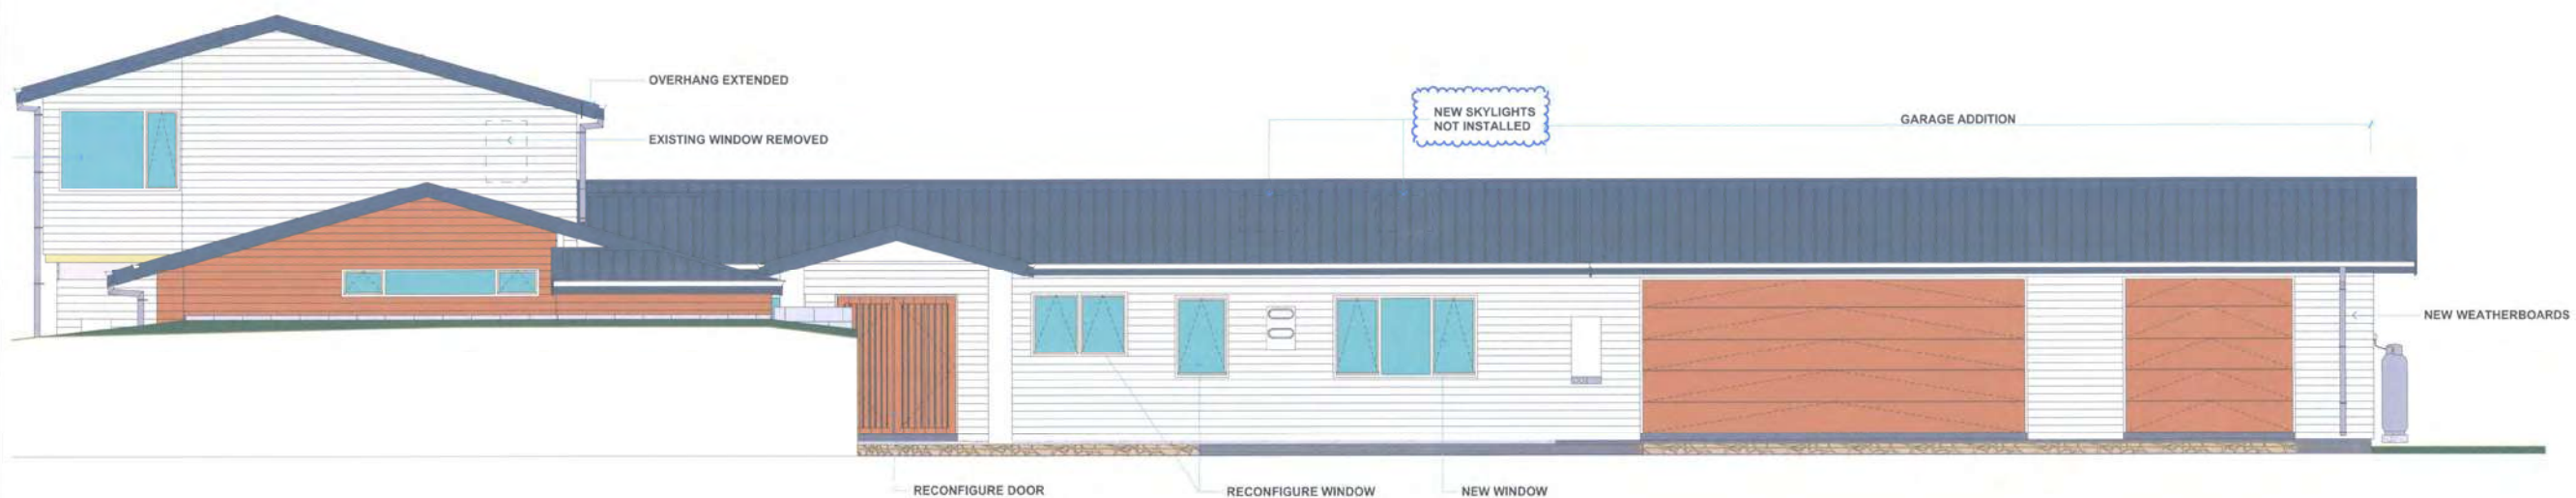 OVERHANG EXTENDED
NEW SKYLIGHTS
NOT INSTALLED
GARAGE ADDITION
EXISTING WINDOW REMOVED
NEW WEATHERBOARDS
RECONFIGURE DOOR
RECONFIGURE WINDOW
NEW WINDOW